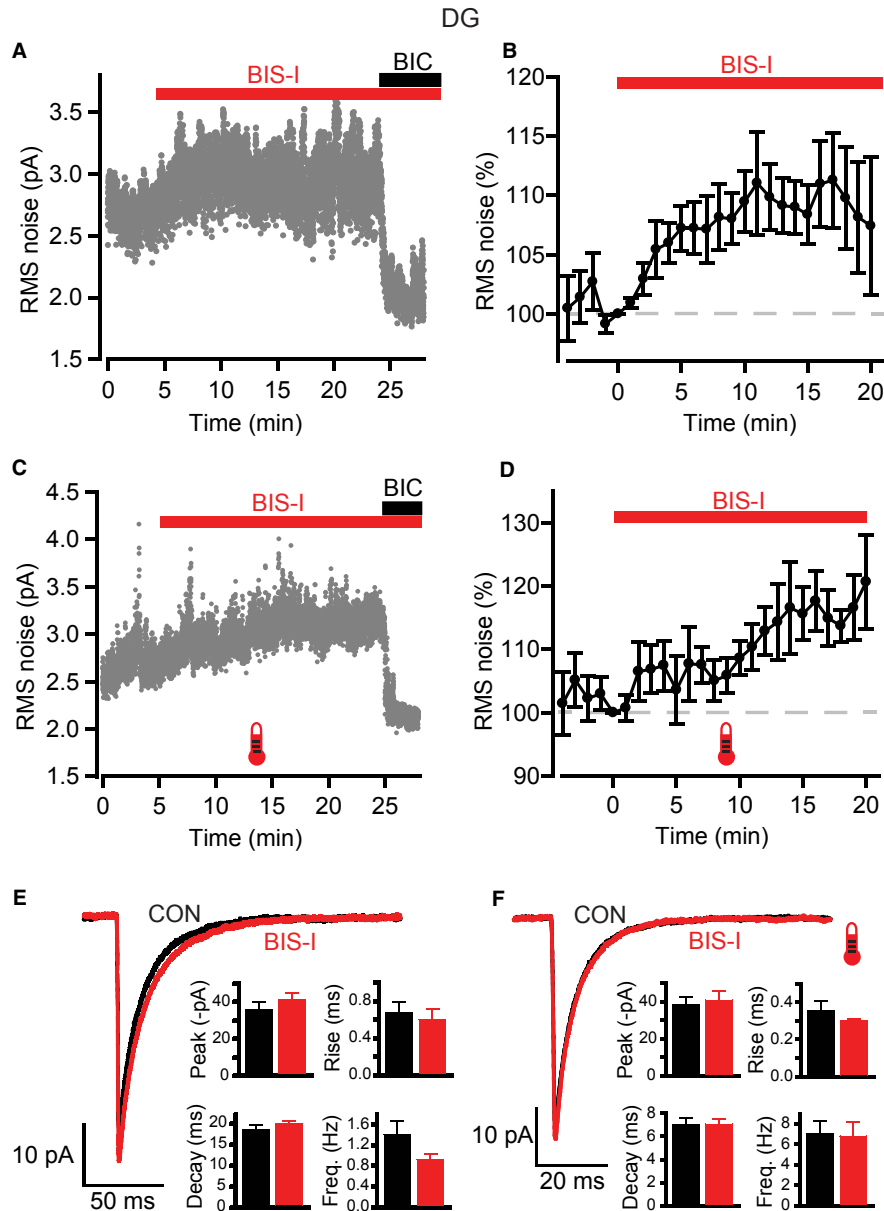 DG
A
BIC
BIS-I
3.5
3.0
2.5
2.0
1.5
RMS noise (pA)
0 5 10 15 20 25
Time (min)
B
BIS-I
120
115
110
105
100
RMS noise (%)
0 5 10 15 20
Time (min)
C
BIC
BIS-I
4.5
4.0
3.5
3.0
2.5
2.0
1.5
RMS noise (pA)
0 5 10 15 20 25
Time (min)
D
BIS-I
130
120
110
100
90
RMS noise (%)
0 5 10 15 20
Time (min)
E
CON
BIS-I
Peak (-pA)
40
20
0
Rise (ms)
0.8
0.4
0.0
Decay (ms)
20
15
10
5
0
Freq. (Hz)
1.6
1.2
0.8
0.4
0.0
10 pA
50 ms
F
CON
BIS-I
Peak (-pA)
40
20
0
Rise (ms)
0.4
0.2
0.0
Decay (ms)
8
6
4
2
0
Freq. (Hz)
8
6
4
2
0
10 pA
20 ms